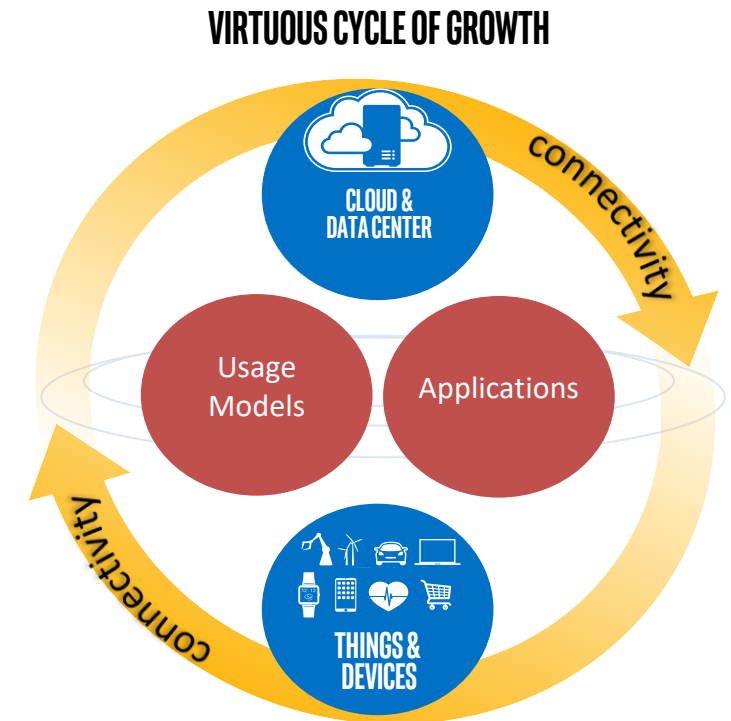 VIRTUOUS CYCLE OF GROWTH
connectivity
CLOUD &
DATA CENTER
Usage
Models
Applications
connectivity
THINGS &
DEVICES